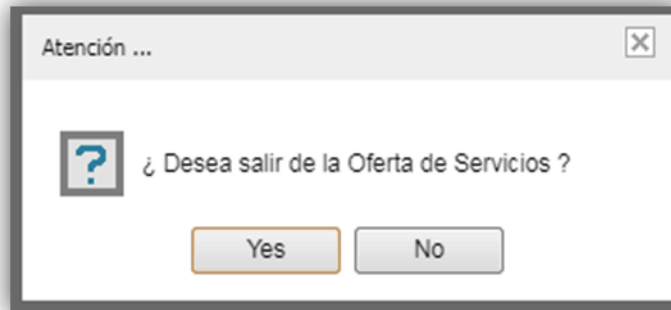 Atención ...
¿ Desea salir de la Oferta de Servicios ?
Yes
No